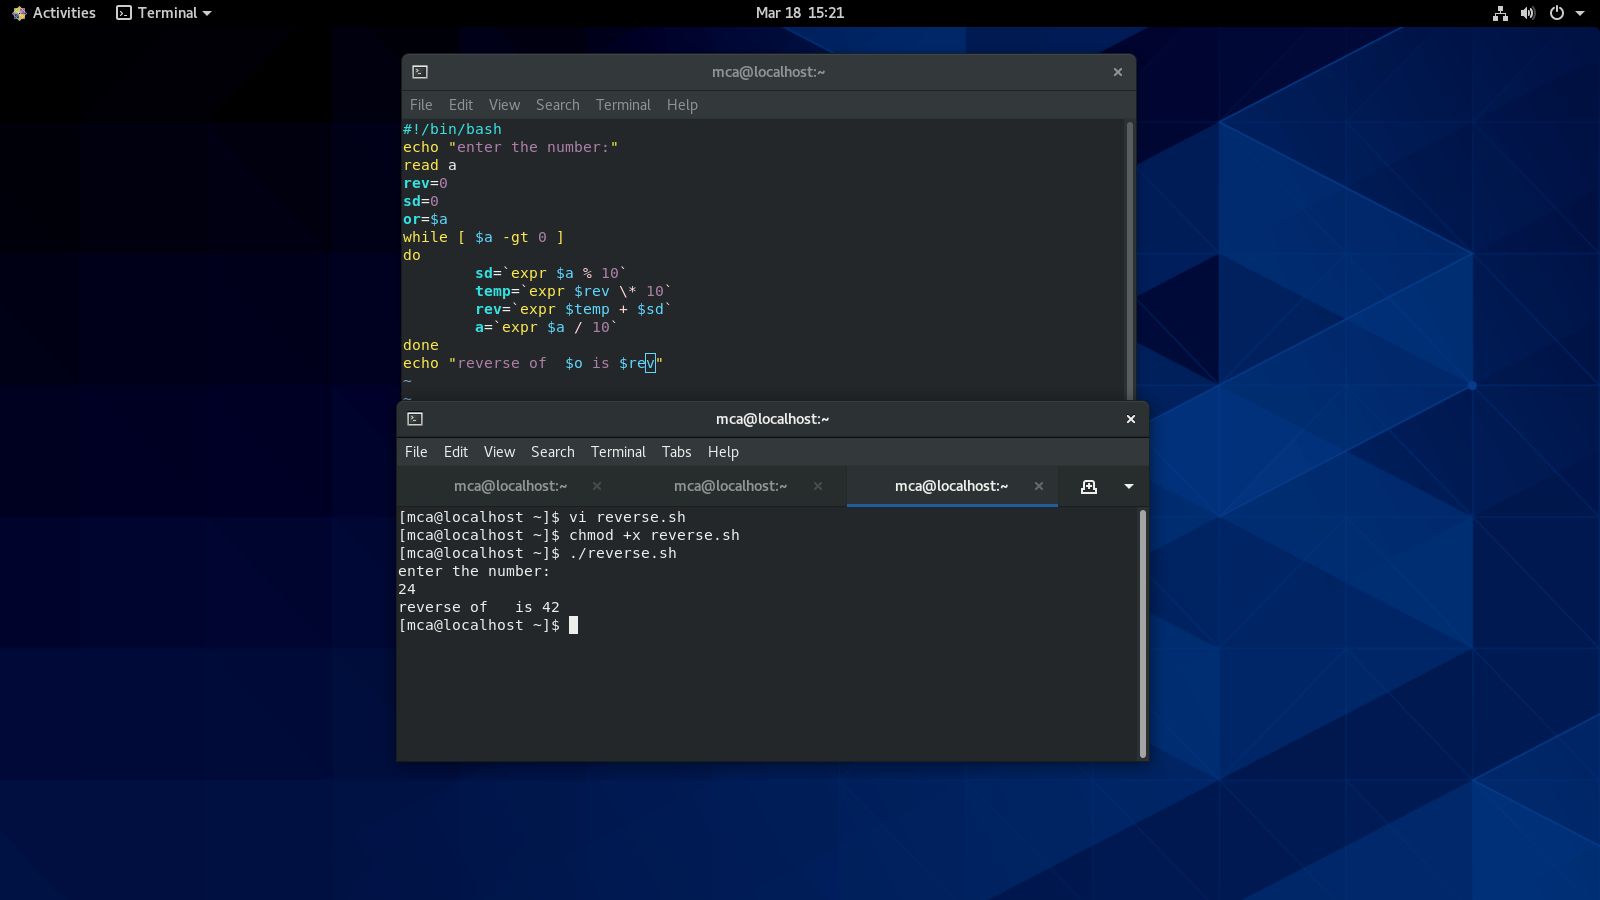 Activities Terminal Mar 18 15:21
mca@localhost:~
File Edit View Search Terminal Help
#!/bin/bash
echo "enter the number:"
read a
rev=0
sd=0
or=$a
while [ $a -gt 0 ]
do
        sd=`expr $a % 10`
        temp=`expr $rev \* 10`
        rev=`expr $temp + $sd`
        a=`expr $a / 10`
done
echo "reverse of  $o is $rev"
~
~
mca@localhost:~
File Edit View Search Terminal Tabs Help
mca@localhost:~ mca@localhost:~ mca@localhost:~
[mca@localhost ~]$ vi reverse.sh
[mca@localhost ~]$ chmod +x reverse.sh
[mca@localhost ~]$ ./reverse.sh
enter the number:
24
reverse of   is 42
[mca@localhost ~]$